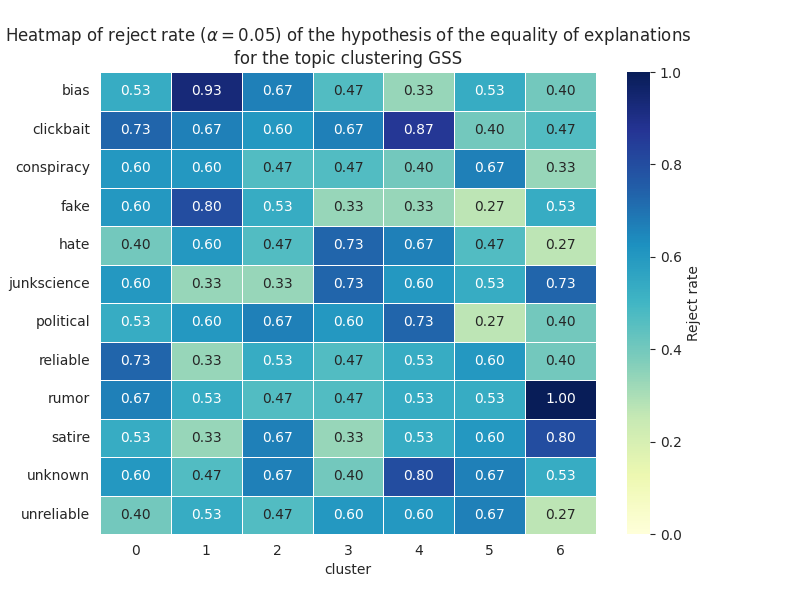 Heatmap of reject rate (α = 0.05) of the hypothesis of the equality of explanations
for the topic clustering GSS
bias 0.53 0.93 0.67 0.47 0.33 0.53 0.40
clickbait 0.73 0.67 0.60 0.67 0.87 0.40 0.47
conspiracy 0.60 0.60 0.47 0.47 0.40 0.67 0.33
fake 0.60 0.80 0.53 0.33 0.33 0.27 0.53
hate 0.40 0.60 0.47 0.73 0.67 0.47 0.27
junkscience 0.60 0.33 0.33 0.73 0.60 0.53 0.73
political 0.53 0.60 0.67 0.60 0.73 0.27 0.40
reliable 0.73 0.33 0.53 0.47 0.53 0.60 0.40
rumor 0.67 0.53 0.47 0.47 0.53 0.53 1.00
satire 0.53 0.33 0.67 0.33 0.53 0.60 0.80
unknown 0.60 0.47 0.67 0.40 0.80 0.67 0.53
unreliable 0.40 0.53 0.47 0.60 0.60 0.67 0.27
0 1 2 3 4 5 6
cluster
1.0
0.8
0.6
0.4
0.2
0.0
Reject rate